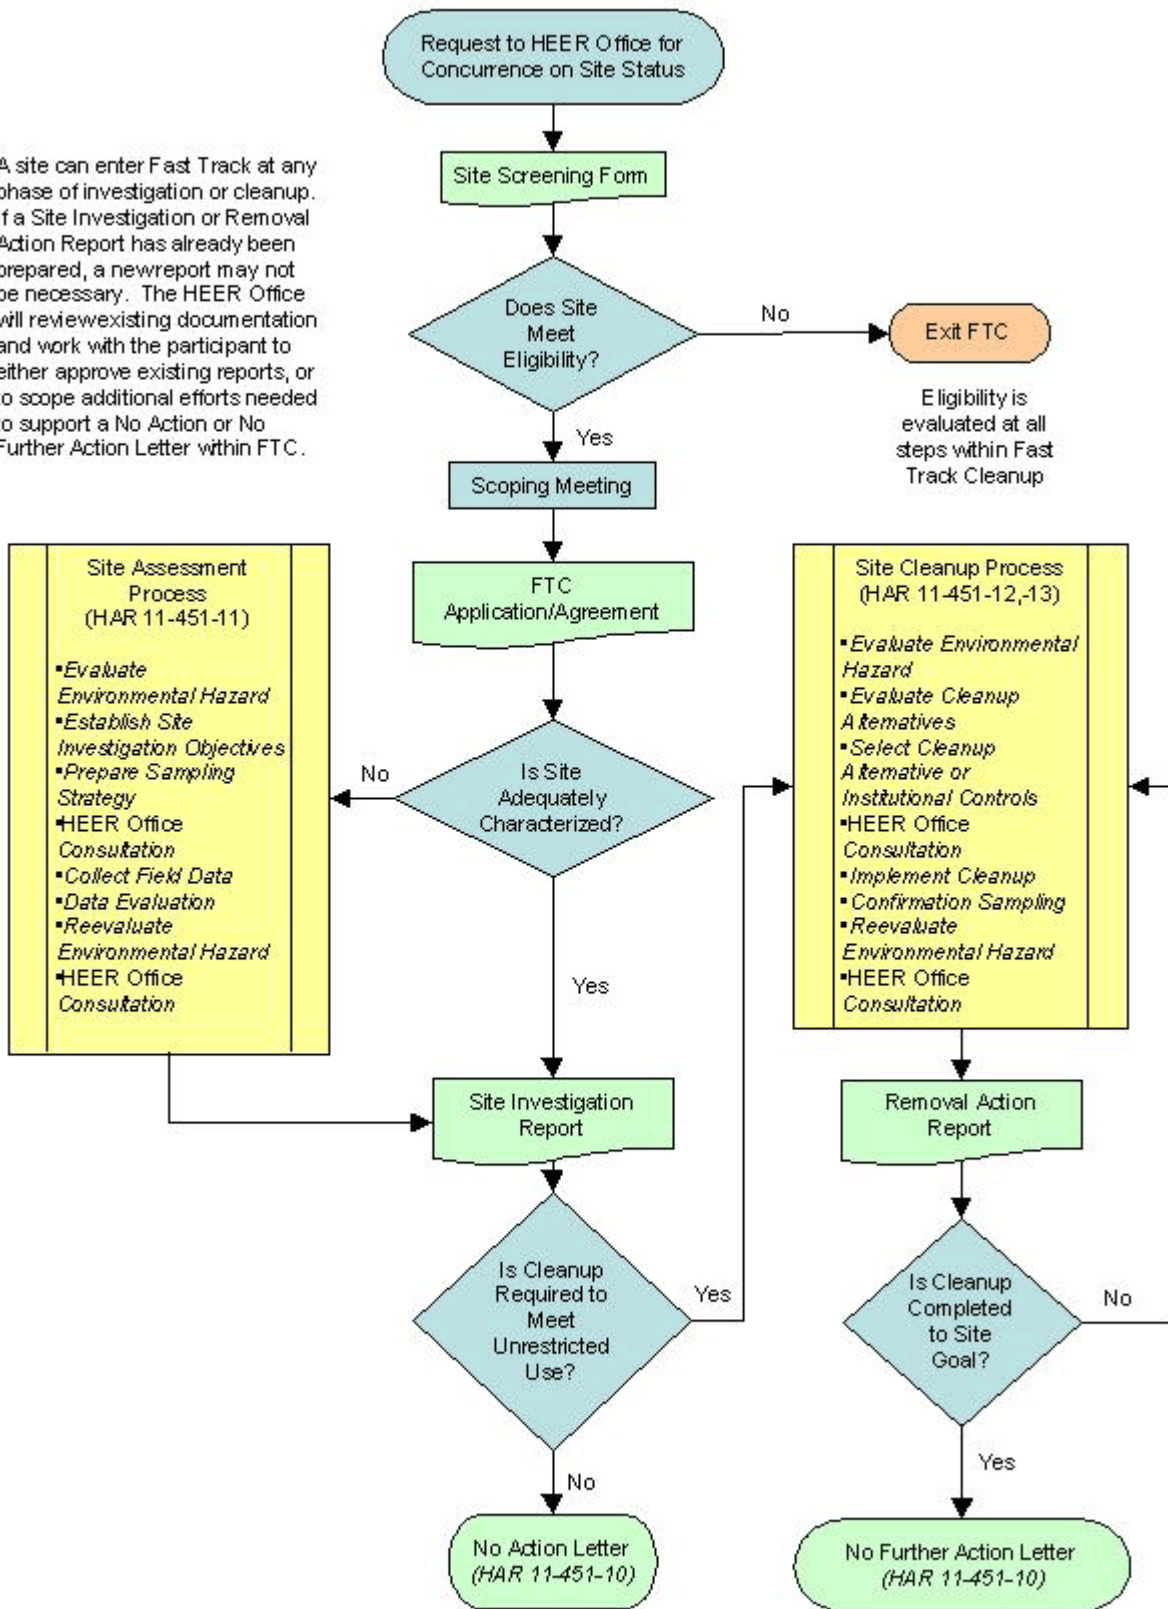 Request to HEER Office for
Concurrence on Site Status
A site can enter Fast Track at any
phase of investigation or cleanup.
If a Site Investigation or Removal
Action Report has already been
prepared, a newreport may not
be necessary. The HEER Office
will reviewexisting documentation
and work with the participant to
either approve existing reports, or
to scope additional efforts needed
to support a No Action or No
Further Action Letter within FTC.
Site Screening Form
Does Site
Meet
Eligibility?
No
Exit FTC
Eligibility is
evaluated at all
steps within Fast
Track Cleanup
Yes
Scoping Meeting
FTC
Application/Agreement
Site Assessment
Process
(HAR 11-451-11)
▪Evaluate
Environmental Hazard
▪Establish Site
Investigation Objectives
▪Prepare Sampling
Strategy
▪HEER Office
Consultation
▪Collect Field Data
▪Data Evaluation
▪Reevaluate
Environmental Hazard
▪HEER Office
Consultation
No
Is Site
Adequately
Characterized?
Yes
Site Cleanup Process
(HAR 11-451-12,-13)
▪Evaluate Environmental
Hazard
▪Evaluate Cleanup
Alternatives
▪Select Cleanup
Alternative or
Institutional Controls
▪HEER Office
Consultation
▪Implement Cleanup
▪Confirmation Sampling
▪Reevaluate
Environmental Hazard
▪HEER Office
Consultation
Site Investigation
Report
Removal Action
Report
Is Cleanup
Required to
Meet
Unrestricted
Use?
Yes
Is Cleanup
Completed
to Site
Goal?
No
No
Yes
No Action Letter
(HAR 11-451-10)
No Further Action Letter
(HAR 11-451-10)